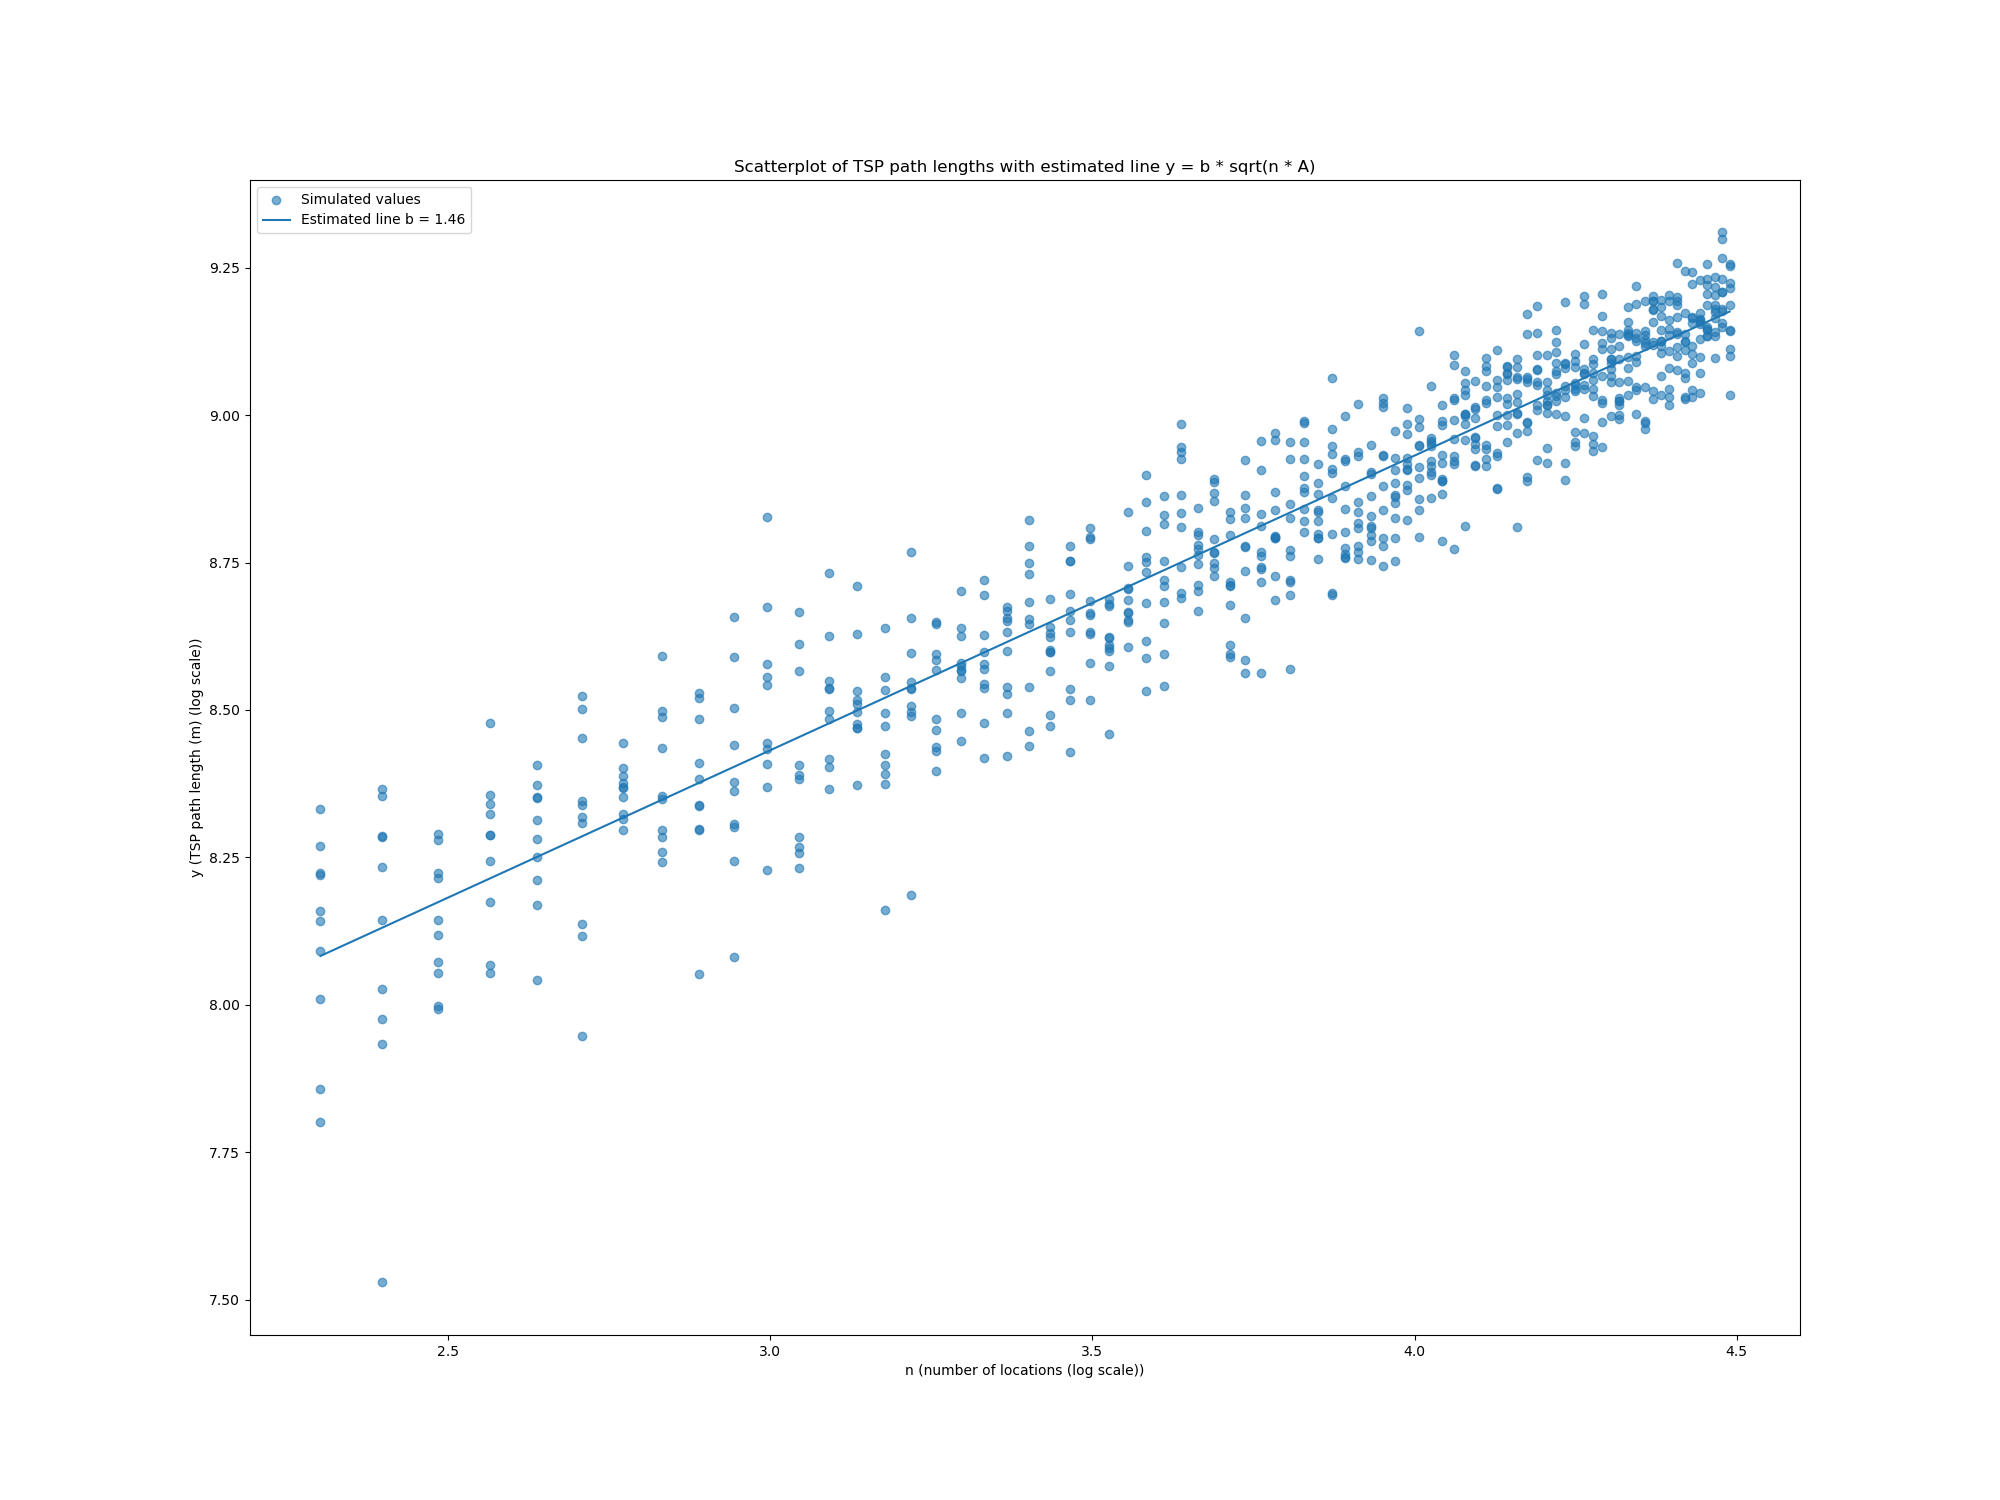 Scatterplot of TSP path lengths with estimated line y = b * sqrt(n * A)
Simulated values
Estimated line b = 1.46
9.25
9.00
8.75
8.50
8.25
8.00
7.75
7.50
y (TSP path length (m) (log scale))
2.5 3.0 3.5 4.0 4.5
n (number of locations (log scale))